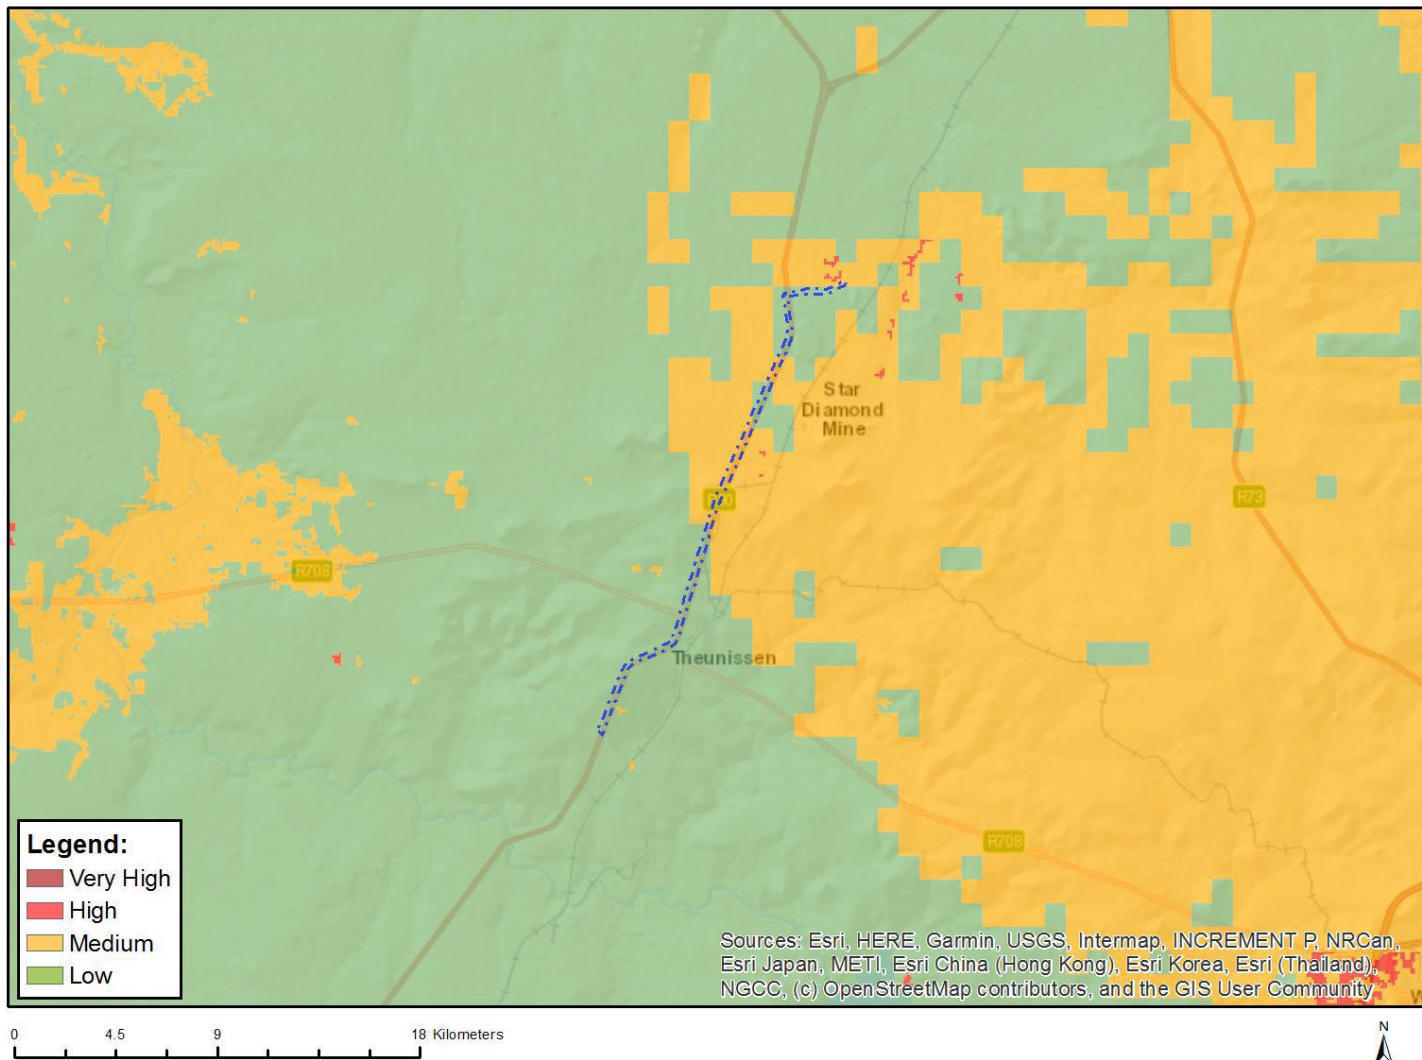 Star
Diamond
Mine
R73
R708
Theunissen
R708
Legend:
Very High
High
Medium
Low
Sources: Esri, HERE, Garmin, USGS, Intermap, INCREMENT P, NRCan,
Esri Japan, METI, Esri China (Hong Kong), Esri Korea, Esri (Thailand),
NGCC, (c) OpenStreetMap contributors, and the GIS User Community
W
0 4.5 9 18 Kilometers
N